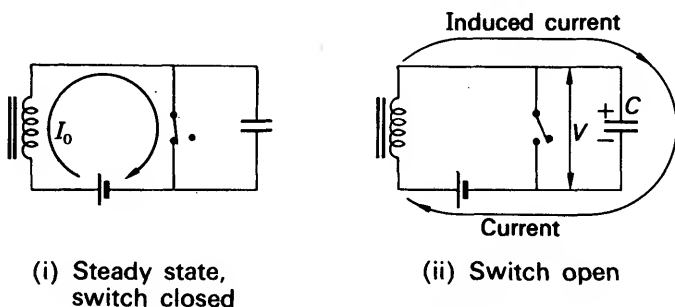 Induced current
I₀
+ C
V
−
Current
(i) Steady state,
switch closed
(ii) Switch open